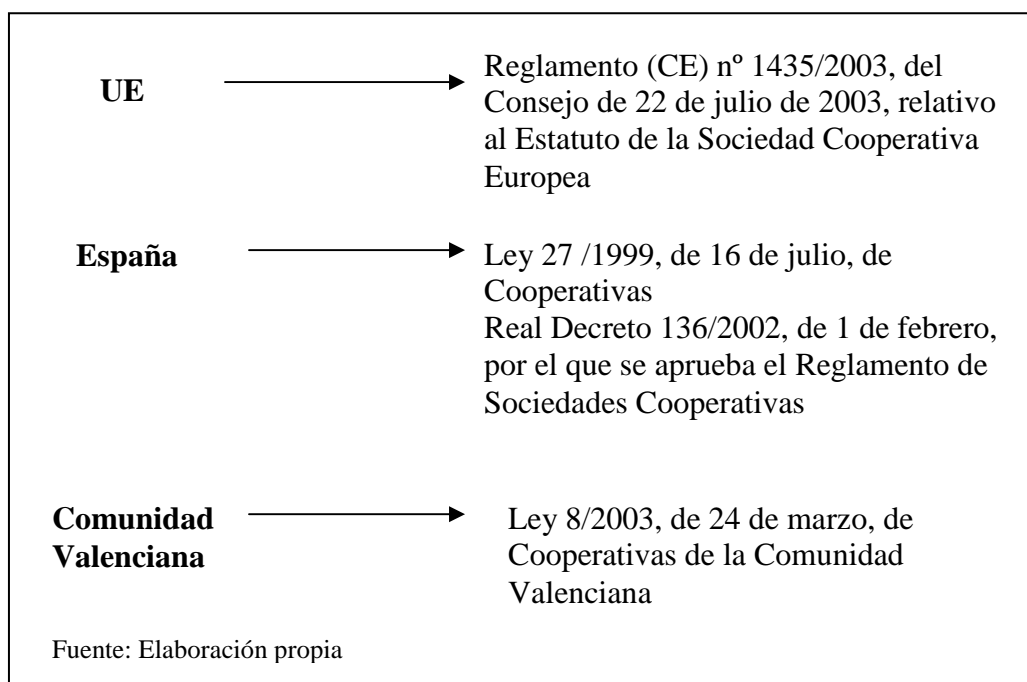 UE
Reglamento (CE) nº 1435/2003, del
Consejo de 22 de julio de 2003, relativo
al Estatuto de la Sociedad Cooperativa
Europea
España
Ley 27 /1999, de 16 de julio, de
Cooperativas
Real Decreto 136/2002, de 1 de febrero,
por el que se aprueba el Reglamento de
Sociedades Cooperativas
Comunidad
Valenciana
Ley 8/2003, de 24 de marzo, de
Cooperativas de la Comunidad
Valenciana
Fuente: Elaboración propia